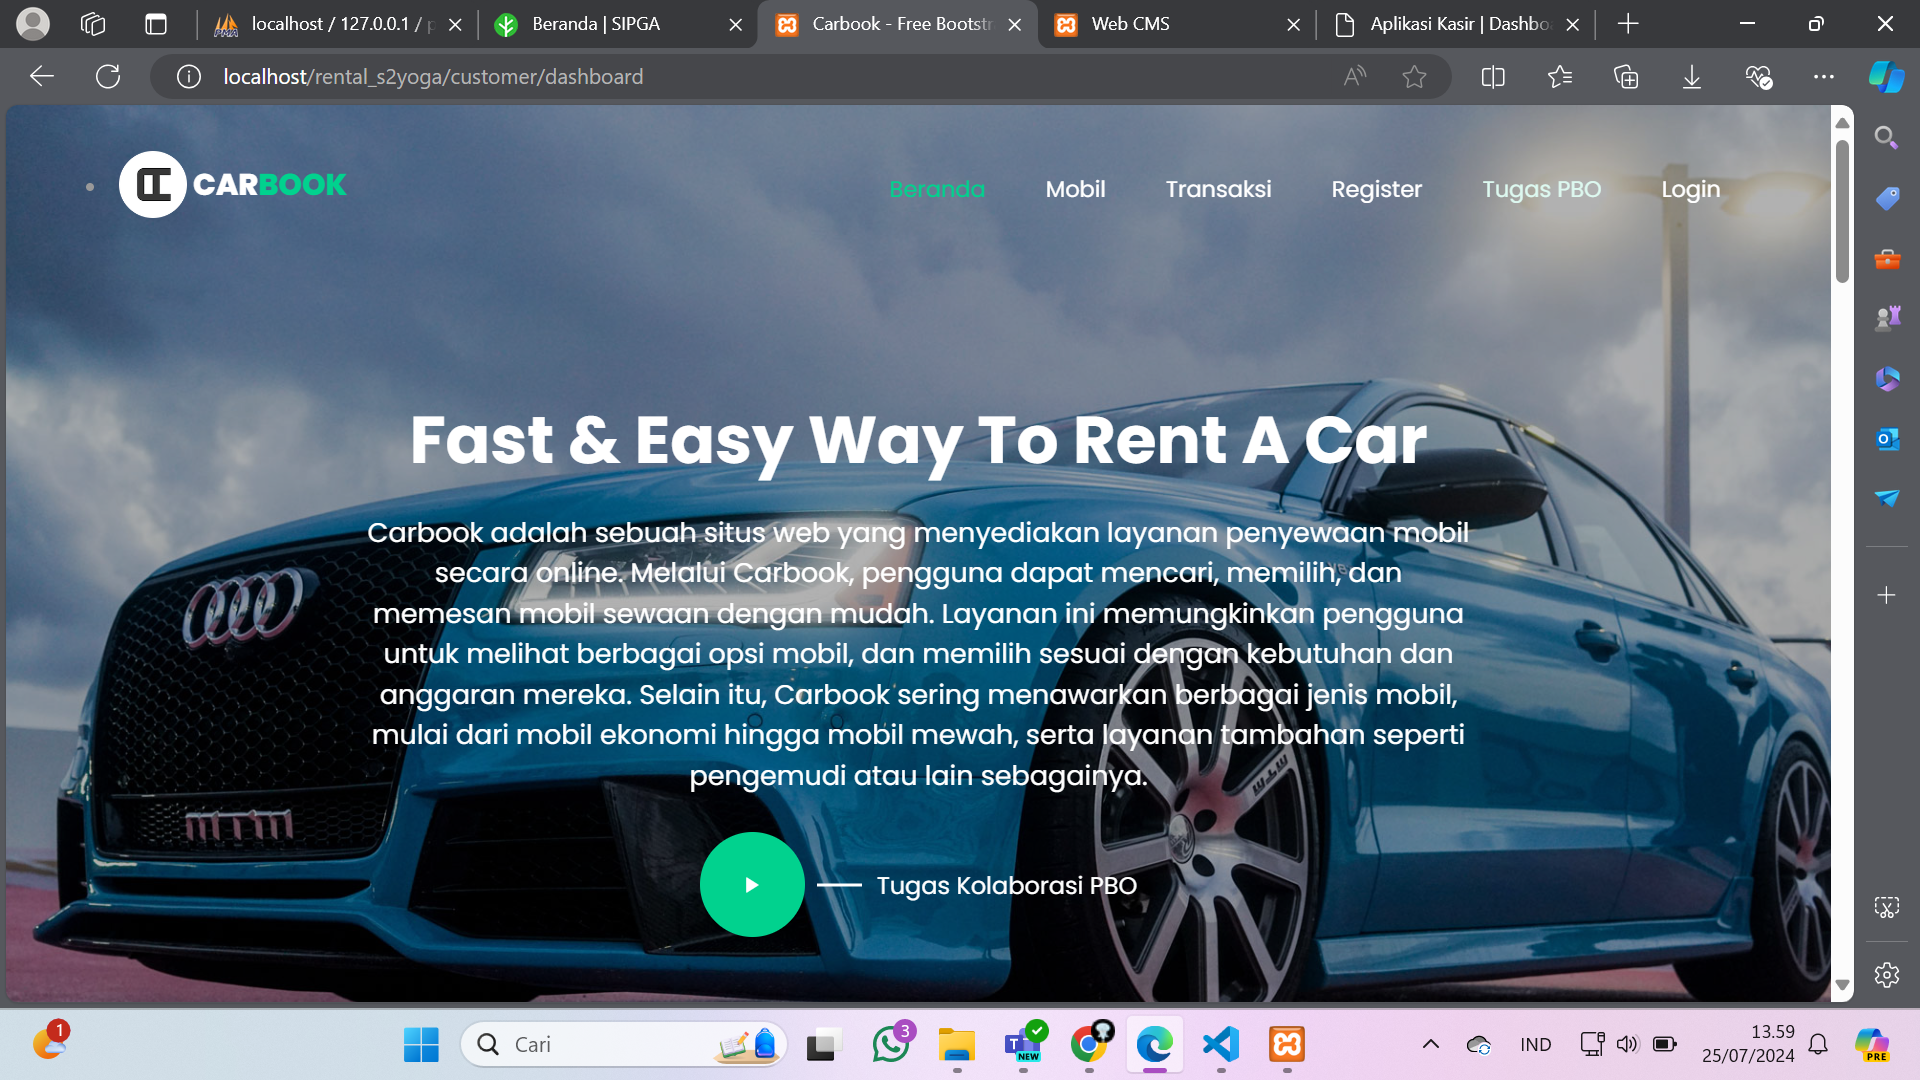 localhost / 127.0.0.1 / p
Beranda | SIPGA
Carbook - Free Bootstr
Web CMS
Aplikasi Kasir | Dashbo
localhost/rental_s2yoga/customer/dashboard
CARBOOK
Beranda
Mobil
Transaksi
Register
Tugas PBO
Login
Fast & Easy Way To Rent A Car
Carbook adalah sebuah situs web yang menyediakan layanan penyewaan mobil
secara online. Melalui Carbook, pengguna dapat mencari, memilih, dan
memesan mobil sewaan dengan mudah. Layanan ini memungkinkan pengguna
untuk melihat berbagai opsi mobil, dan memilih sesuai dengan kebutuhan dan
anggaran mereka. Selain itu, Carbook sering menawarkan berbagai jenis mobil,
mulai dari mobil ekonomi hingga mobil mewah, serta layanan tambahan seperti
pengemudi atau lain sebagainya.
mtm
Tugas Kolaborasi PBO
1
Cari
3
NEW
IND
13.59
25/07/2024
PRE